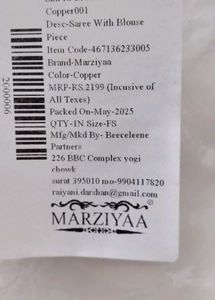 Copper001
Desc-Saree With Blouse
Piece
Item Code-467136233005
Brand-Marziyaa
Color-Copper
MRP-RS.2199 (Incusive of
All Texes)
Packed On-May-2025
QTY-1N Size-FS
Mfg/Mkd By- Beeceleene
Partners
226 BBC Complex yogi
chowk
surat 395010 mo-9904117820
raiyani.darshan@gmail.com
MARZIYAA
®
2000006